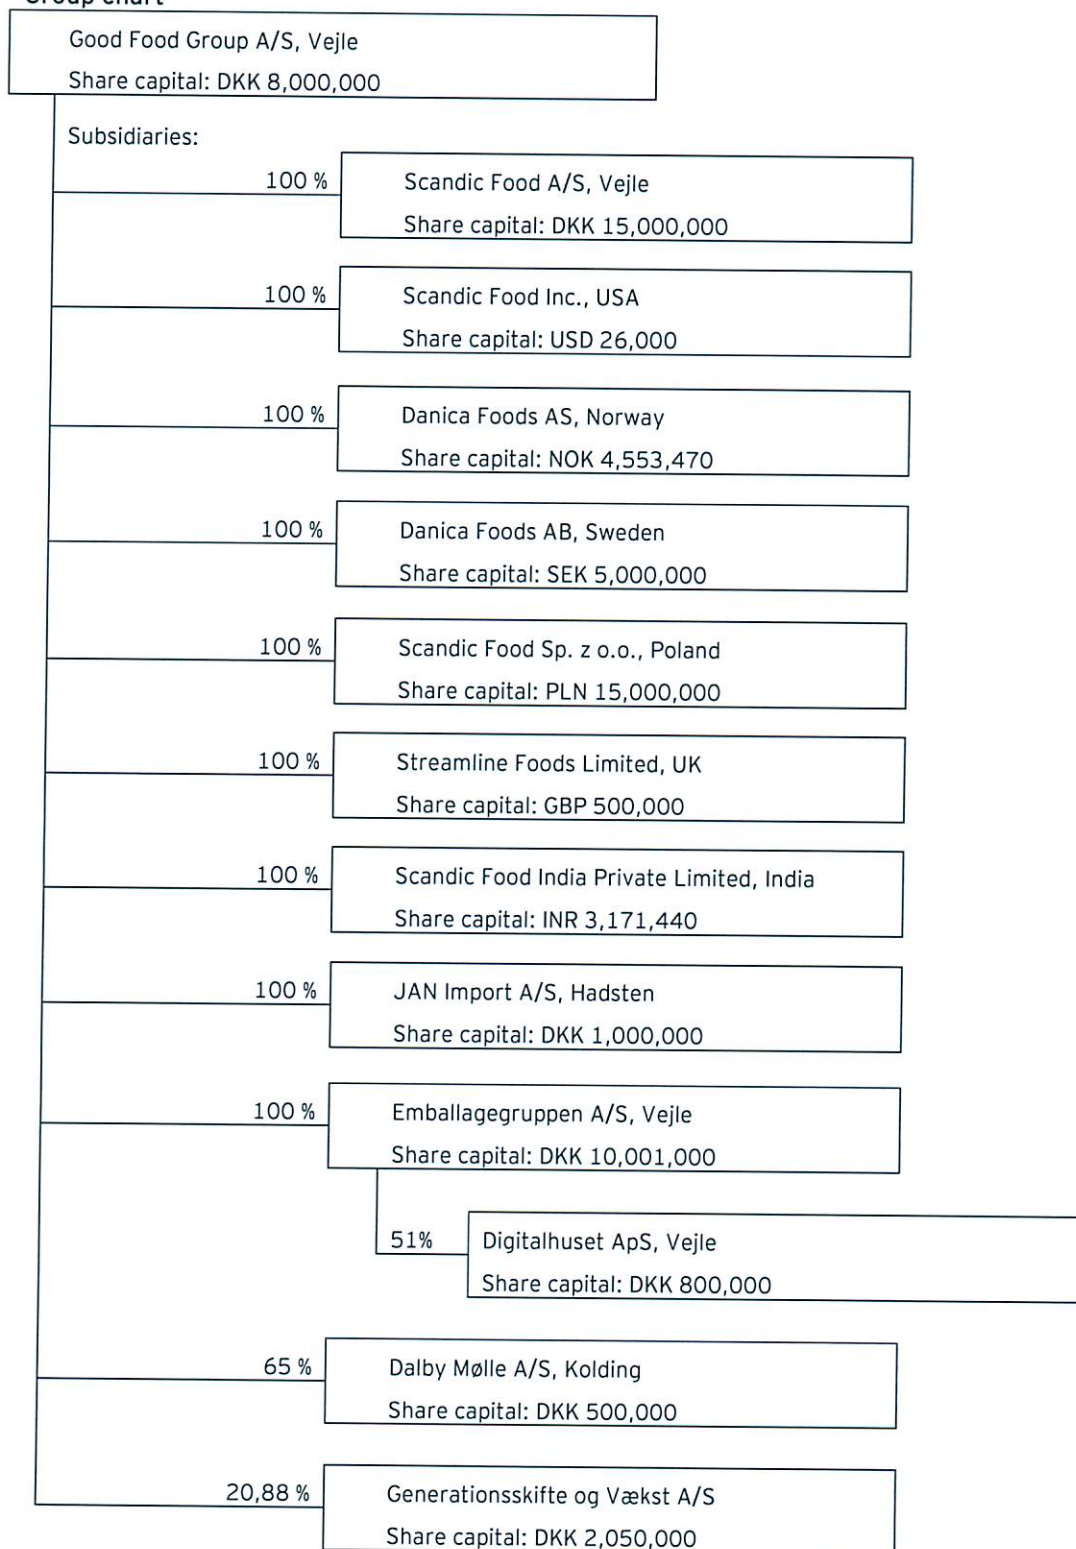 Group chart
Good Food Group A/S, Vejle
Share capital: DKK 8,000,000
Subsidiaries:
100 %
Scandic Food A/S, Vejle
Share capital: DKK 15,000,000
100 %
Scandic Food Inc., USA
Share capital: USD 26,000
100 %
Danica Foods AS, Norway
Share capital: NOK 4,553,470
100 %
Danica Foods AB, Sweden
Share capital: SEK 5,000,000
100 %
Scandic Food Sp. z o.o., Poland
Share capital: PLN 15,000,000
100 %
Streamline Foods Limited, UK
Share capital: GBP 500,000
100 %
Scandic Food India Private Limited, India
Share capital: INR 3,171,440
100 %
JAN Import A/S, Hadsten
Share capital: DKK 1,000,000
100 %
Emballagegruppen A/S, Vejle
Share capital: DKK 10,001,000
51%
Digitalhuset ApS, Vejle
Share capital: DKK 800,000
65 %
Dalby Mølle A/S, Kolding
Share capital: DKK 500,000
20,88 %
Generationsskifte og Vækst A/S
Share capital: DKK 2,050,000